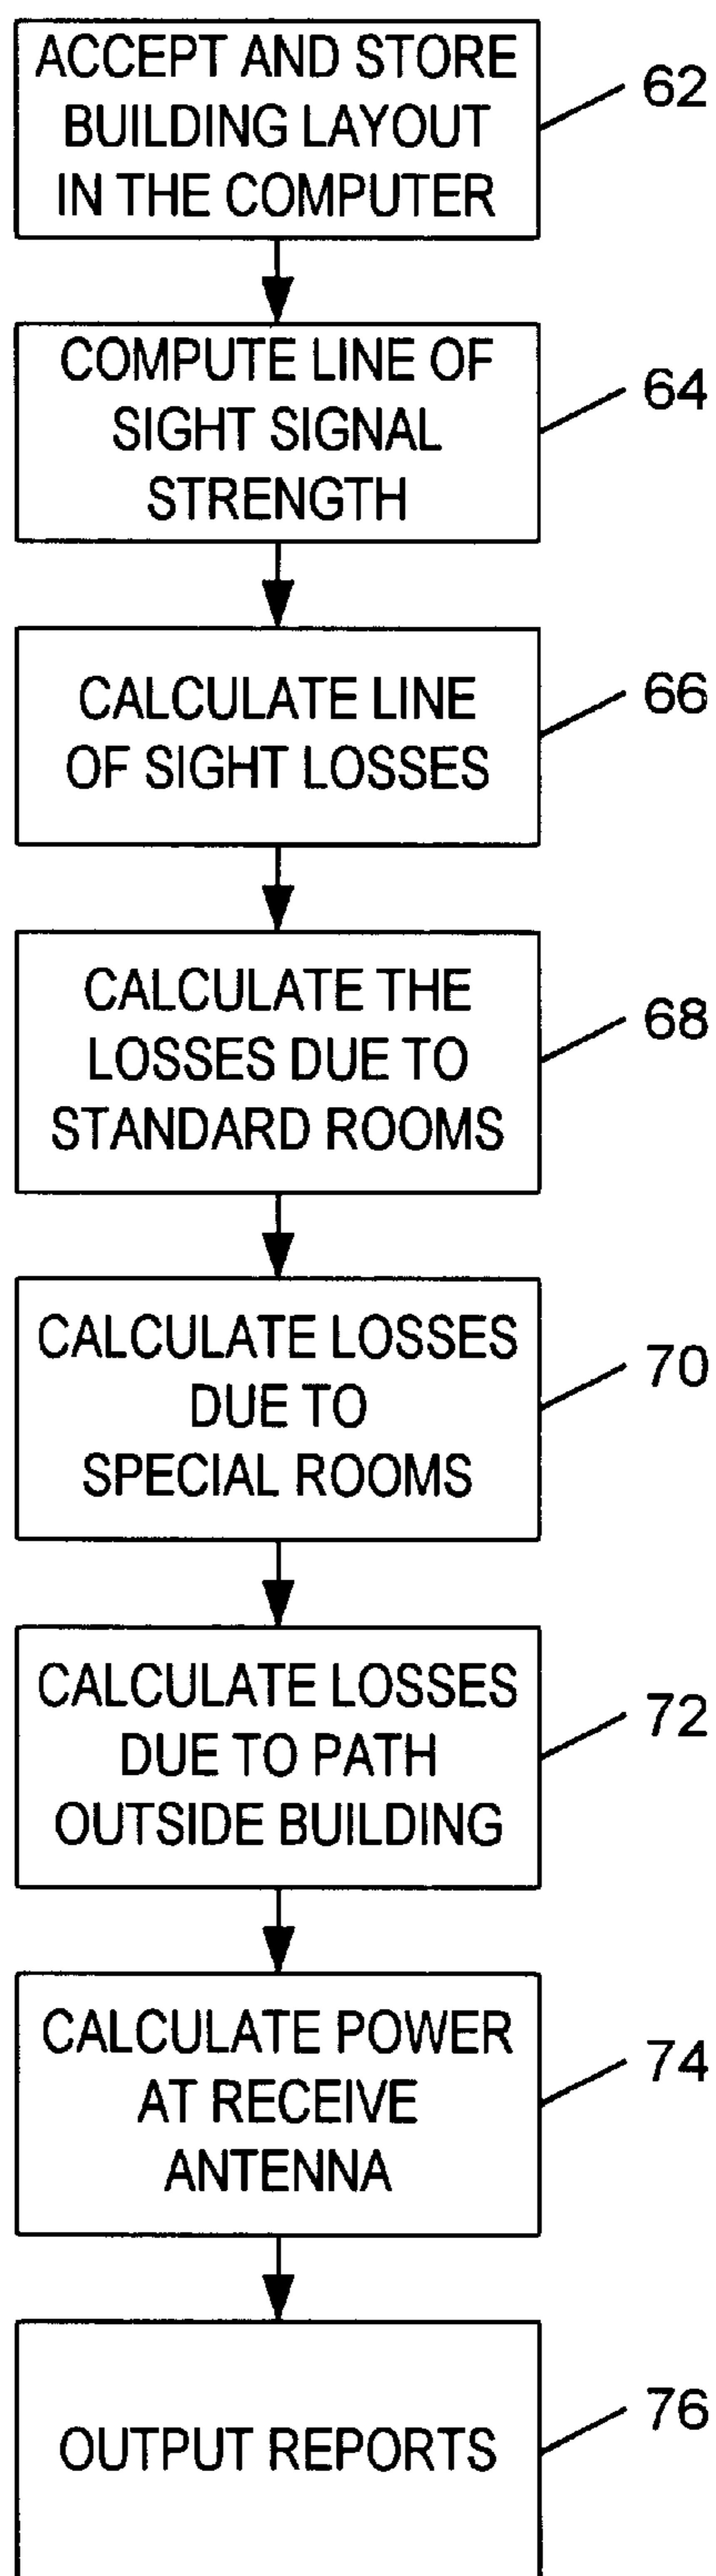 ACCEPT AND STORE
BUILDING LAYOUT
IN THE COMPUTER
62
COMPUTE LINE OF
SIGHT SIGNAL
STRENGTH
64
CALCULATE LINE
OF SIGHT LOSSES
66
CALCULATE THE
LOSSES DUE TO
STANDARD ROOMS
68
CALCULATE LOSSES
DUE TO
SPECIAL ROOMS
70
CALCULATE LOSSES
DUE TO PATH
OUTSIDE BUILDING
72
CALCULATE POWER
AT RECEIVE
ANTENNA
74
OUTPUT REPORTS
76